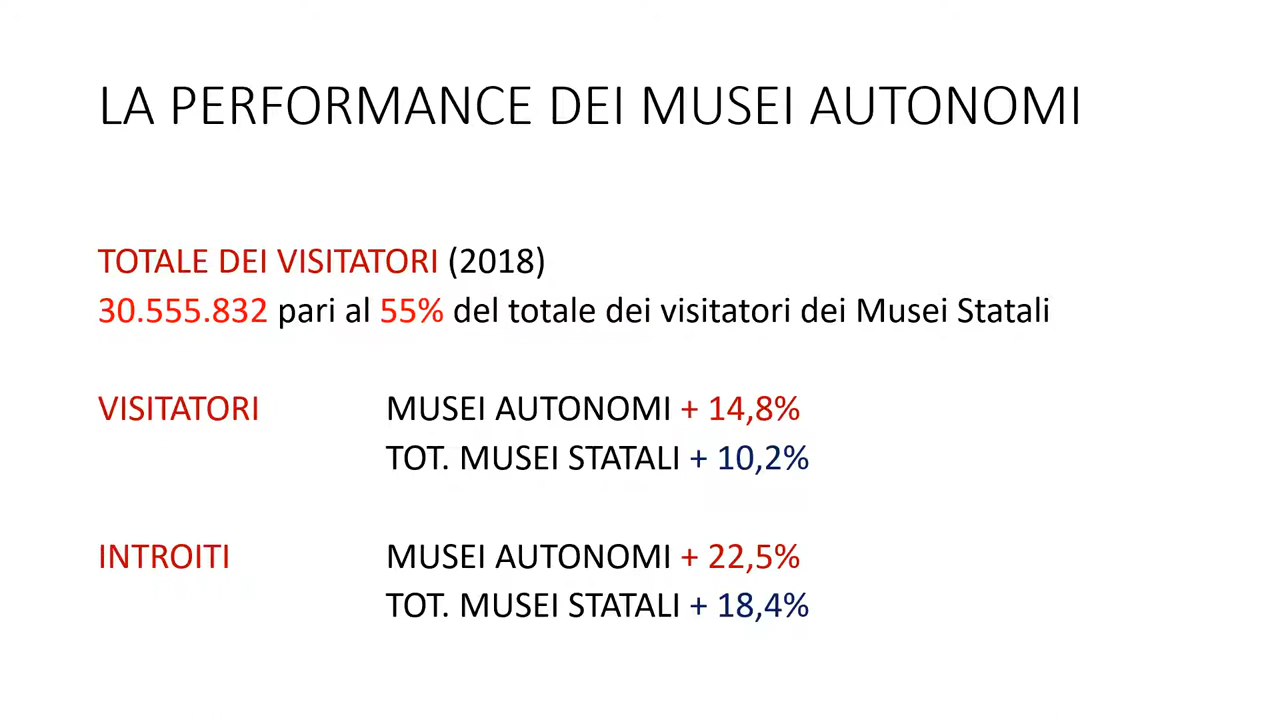 LA PERFORMANCE DEI MUSEI AUTONOMI
TOTALE DEI VISITATORI (2018)
30.555.832 pari al 55% del totale dei visitatori dei Musei Statali
VISITATORI MUSEI AUTONOMI + 14,8%
TOT. MUSEI STATALI + 10,2%
INTROITI MUSEI AUTONOMI + 22,5%
TOT. MUSEI STATALI + 18,4%